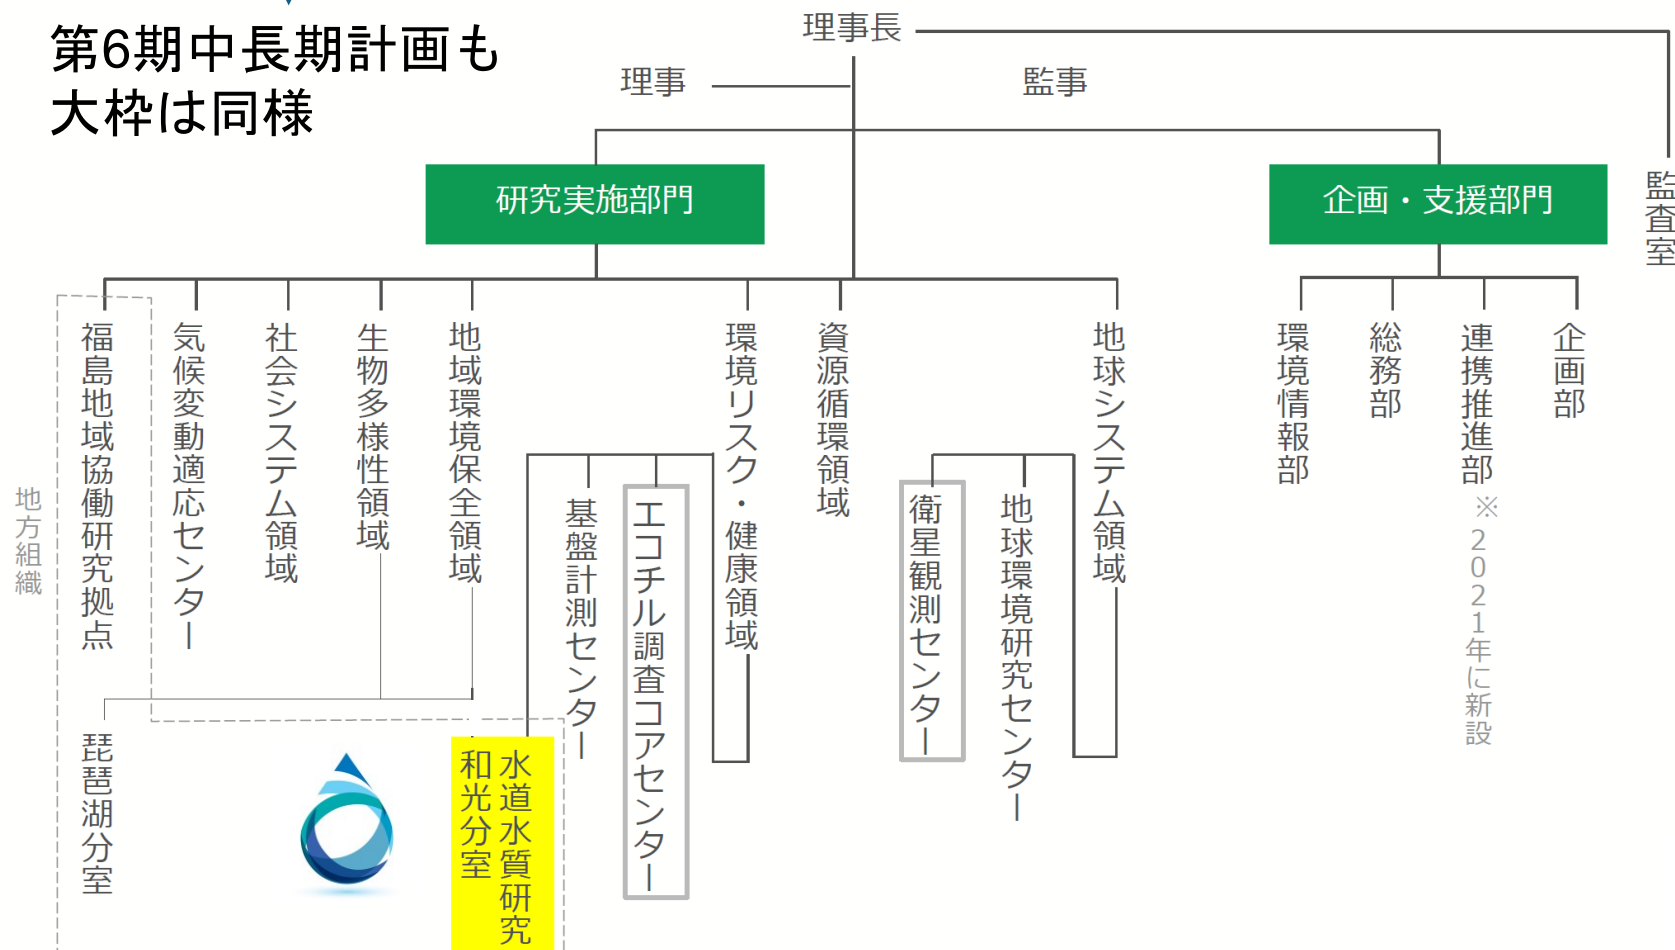 第6期中長期計画も
大枠は同様
理事長
理事
監事
研究実施部門
企画・支援部門
監査室
地方組織
福島地域協働研究拠点
気候変動適応センター
社会システム領域
生物多様性領域
地域環境保全領域
環境リスク・健康領域
資源循環領域
地球システム領域
環境情報部
総務部
連携推進部
※2021年に新設
企画部
基盤計測センター
エコチル調査コアセンター
衛星観測センター
地球環境研究センター
琵琶湖分室
水道水質研究
和光分室